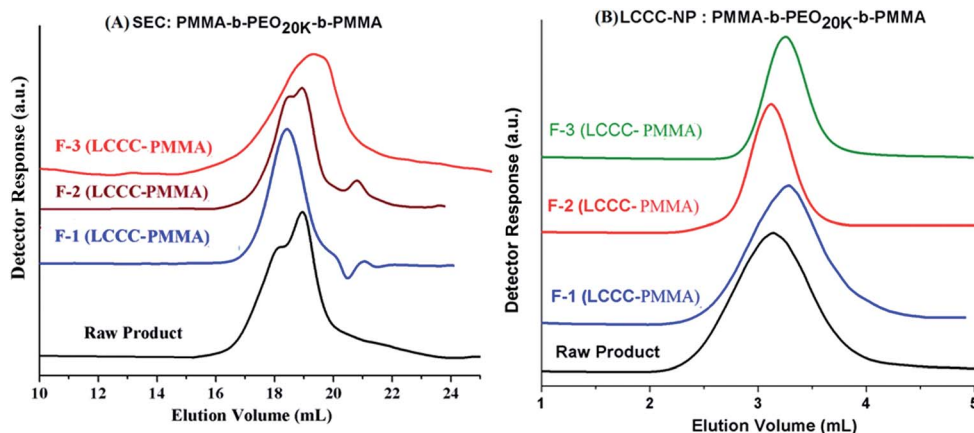 (A) SEC: PMMA-b-PEO20K-b-PMMA
Detector Response (a.u.)
F-3 (LCCC-PMMA)
F-2 (LCCC-PMMA)
F-1 (LCCC-PMMA)
Raw Product
10 12 14 16 18 20 22 24
Elution Volume (mL)
(B) LCCC-NP : PMMA-b-PEO20K-b-PMMA
Detector Response (a.u.)
F-3 (LCCC- PMMA)
F-2 (LCCC- PMMA)
F-1 (LCCC-PMMA)
Raw Product
1 2 3 4 5
Elution Volume (mL)